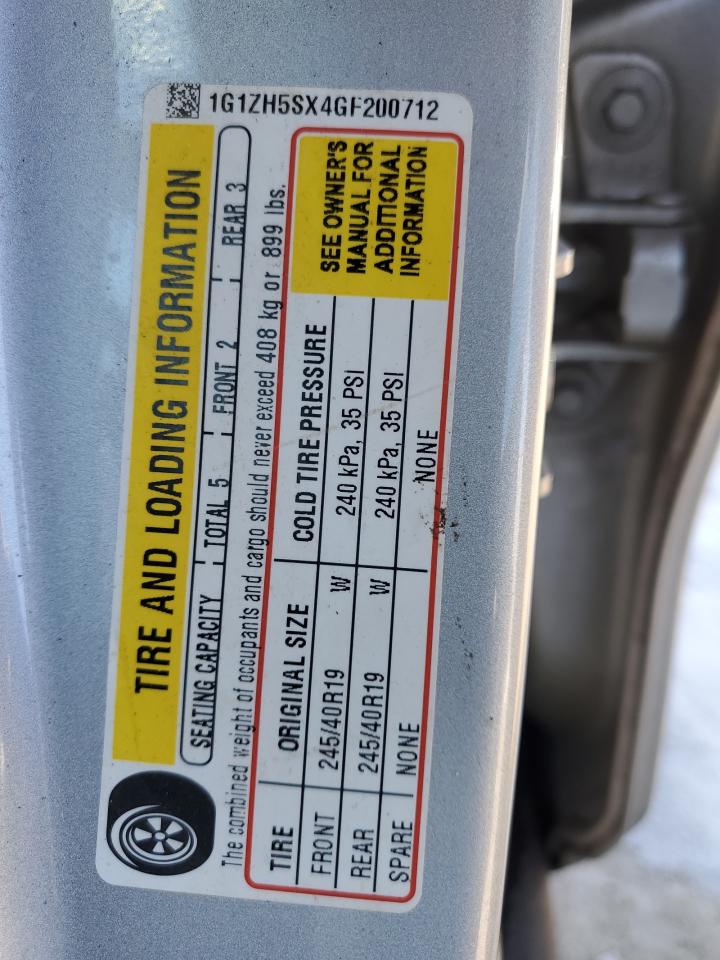 1G1ZH5SX4GF200712
TIRE AND LOADING INFORMATION
SEATING CAPACITY TOTAL 5 FRONT 2 REAR 3
The combined weight of occupants and cargo should never exceed 408 kg or 899 lbs.
TIRE ORIGINAL SIZE COLD TIRE PRESSURE
FRONT 245/40R19 W 240 kPa, 35 PSI
REAR 245/40R19 W 240 kPa, 35 PSI
SPARE NONE NONE
SEE OWNER'S
MANUAL FOR
ADDITIONAL
INFORMATION